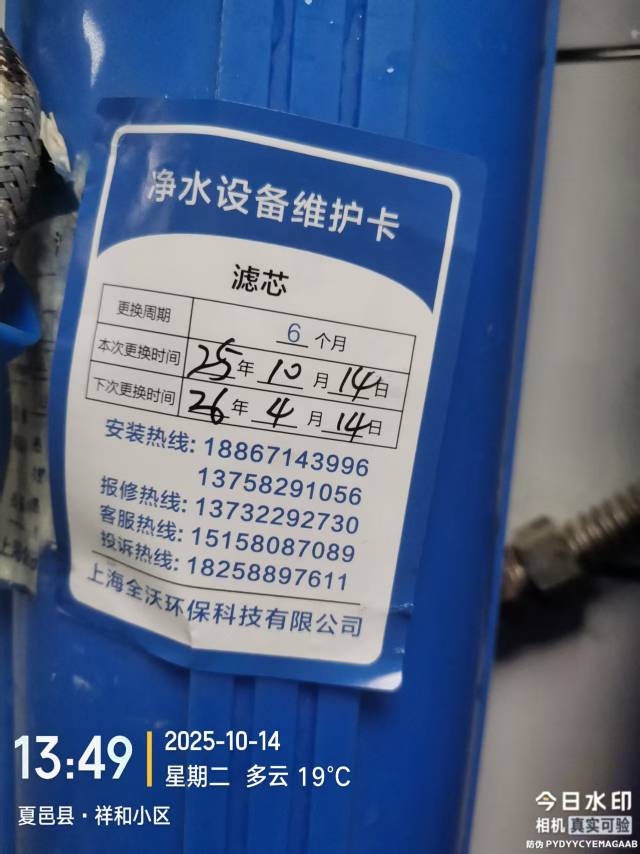 净水设备维护卡
滤芯
更换周期 6 个月
本次更换时间 25年 10月 14日
下次更换时间 26年 4月 14日
安装热线: 18867143996
13758291056
报修热线: 13732292730
客服热线: 15158087089
投诉热线: 18258897611
上海全沃环保科技有限公司
13:49
2025-10-14
星期二 多云 19℃
夏邑县·祥和小区
今日水印
相机 真实可验
防伪 PYDYYCYEMAGAAB